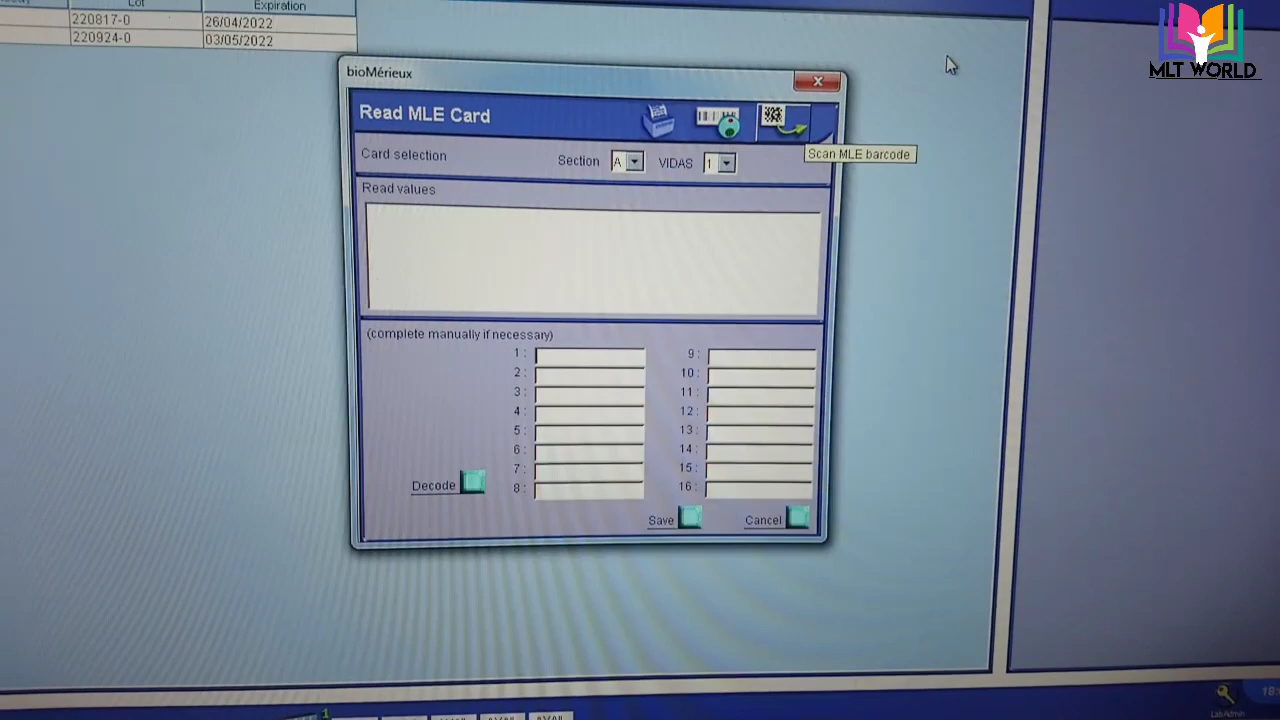 Lot Expiration
220817-0 26/04/2022
220924-0 03/05/2022
MLT WORLD
bioMérieux
Read MLE Card
Scan MLE barcode
Card selection Section A VIDAS 1
Read values
(complete manually if necessary)
1: 9:
2: 10:
3: 11:
4: 12:
5: 13:
6: 14:
7: 15:
8: 16:
Decode
Save Cancel
1
LabAdmin